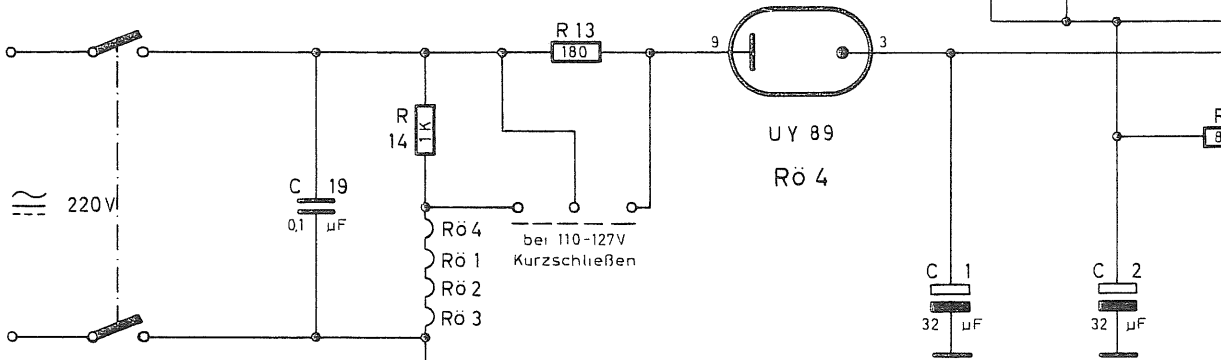 R 13
180
9
3
UY 89
Rö 4
R
14
1K
R
8
220V
C 19
0,1 µF
Rö 4
Rö 1
Rö 2
Rö 3
bei 110-127V
Kurzschließen
C 1
32 µF
C 2
32 µF